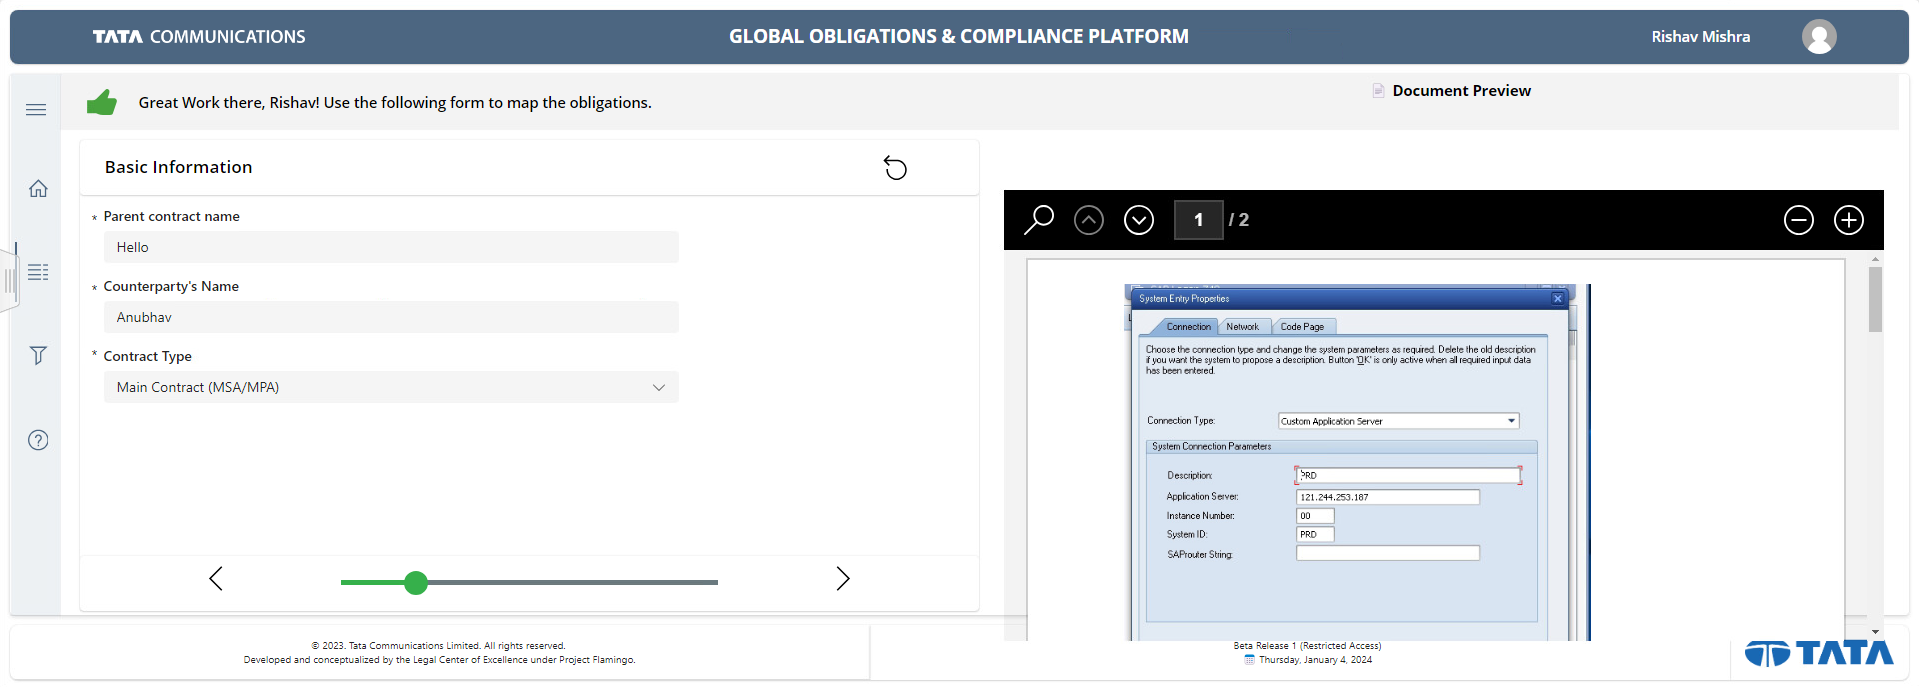 TATA COMMUNICATIONS
GLOBAL OBLIGATIONS & COMPLIANCE PLATFORM
Rishav Mishra
Great Work there, Rishav! Use the following form to map the obligations.
Document Preview
Basic Information
* Parent contract name
Hello
* Counterparty's Name
Anubhav
* Contract Type
Main Contract (MSA/MPA)
1 / 2
System Entry Properties
Connection Network Code Page
Choose the connection type and change the system parameters as required. Delete the old description
if you want the system to propose a description. Button 'OK' is only active when all required input data
has been entered.
Connection Type: Custom Application Server
System Connection Parameters
Description: PRD
Application Server: 121.244.253.187
Instance Number: 00
System ID: PRD
SAProuter String:
© 2023. Tata Communications Limited. All rights reserved.
Developed and conceptualized by the Legal Center of Excellence under Project Flamingo.
Beta Release 1 (Restricted Access)
Thursday, January 4, 2024
TATA